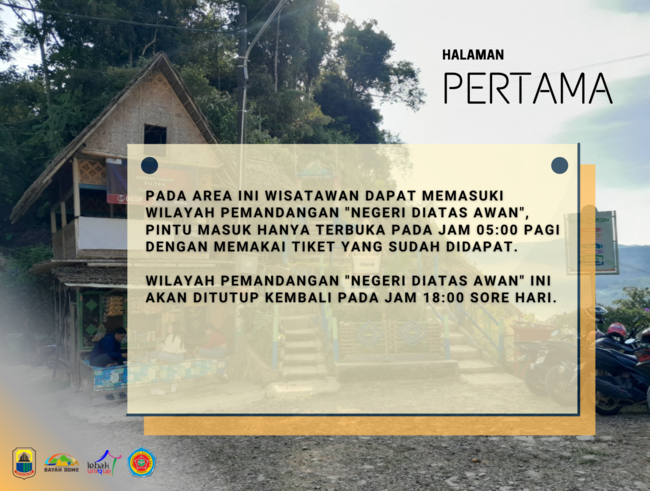 HALAMAN
PERTAMA
PADA AREA INI WISATAWAN DAPAT MEMASUKI
WILAYAH PEMANDANGAN "NEGERI DIATAS AWAN",
PINTU MASUK HANYA TERBUKA PADA JAM 05:00 PAGI
DENGAN MEMAKAI TIKET YANG SUDAH DIDAPAT.
WILAYAH PEMANDANGAN "NEGERI DIATAS AWAN" INI
AKAN DITUTUP KEMBALI PADA JAM 18:00 SORE HARI.
BAYAH DOME
lebak
unique